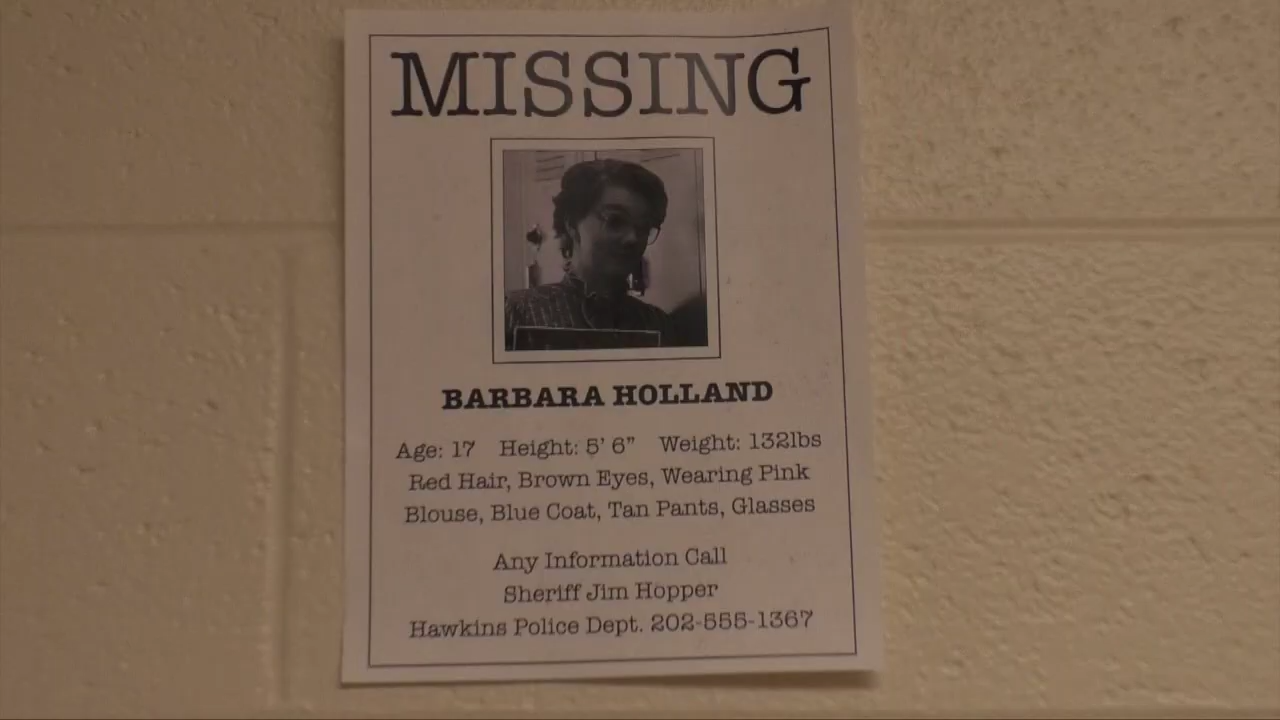 MISSING
BARBARA HOLLAND
Age: 17 Height: 5' 6" Weight: 132lbs
Red Hair, Brown Eyes, Wearing Pink
Blouse, Blue Coat, Tan Pants, Glasses
Any Information Call
Sheriff Jim Hopper
Hawkins Police Dept. 202-555-1367